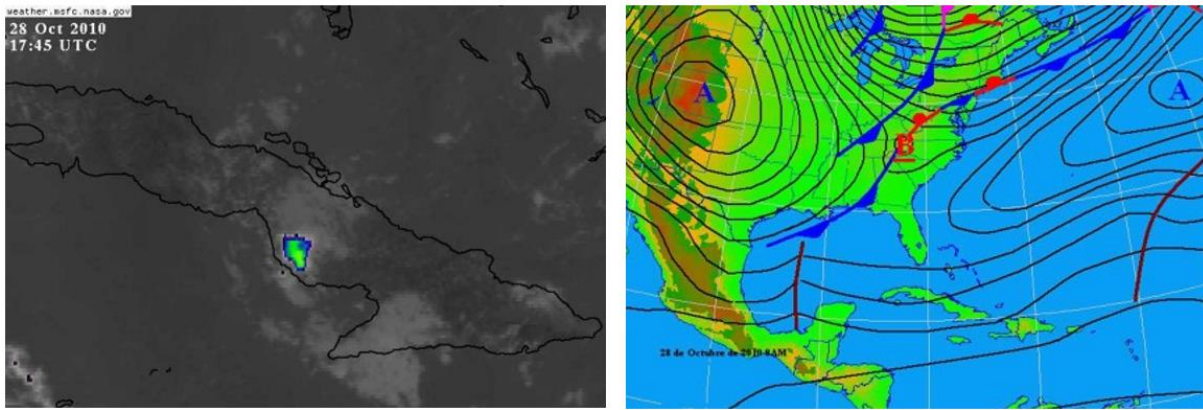 weather.msfc.nasa.gov
28 Oct 2010
17:45 UTC
A
A
B
28 de Octubre de 2010 8AM